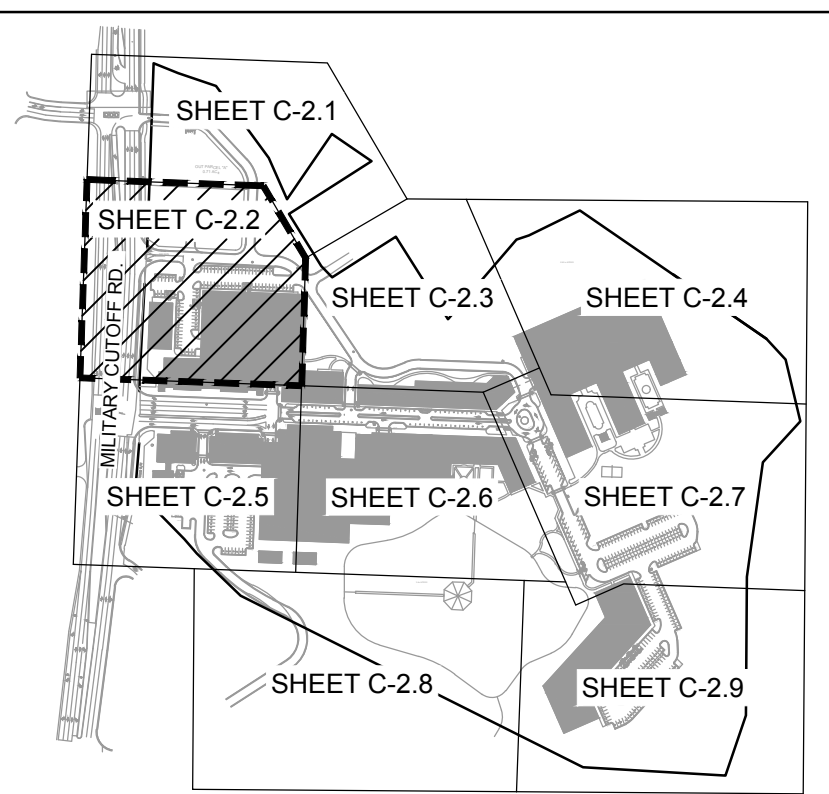 SHEET C-2.1
SHEET C-2.2
MILITARY CUTOFF RD.
SHEET C-2.3
SHEET C-2.4
SHEET C-2.5
SHEET C-2.6
SHEET C-2.7
SHEET C-2.8
SHEET C-2.9